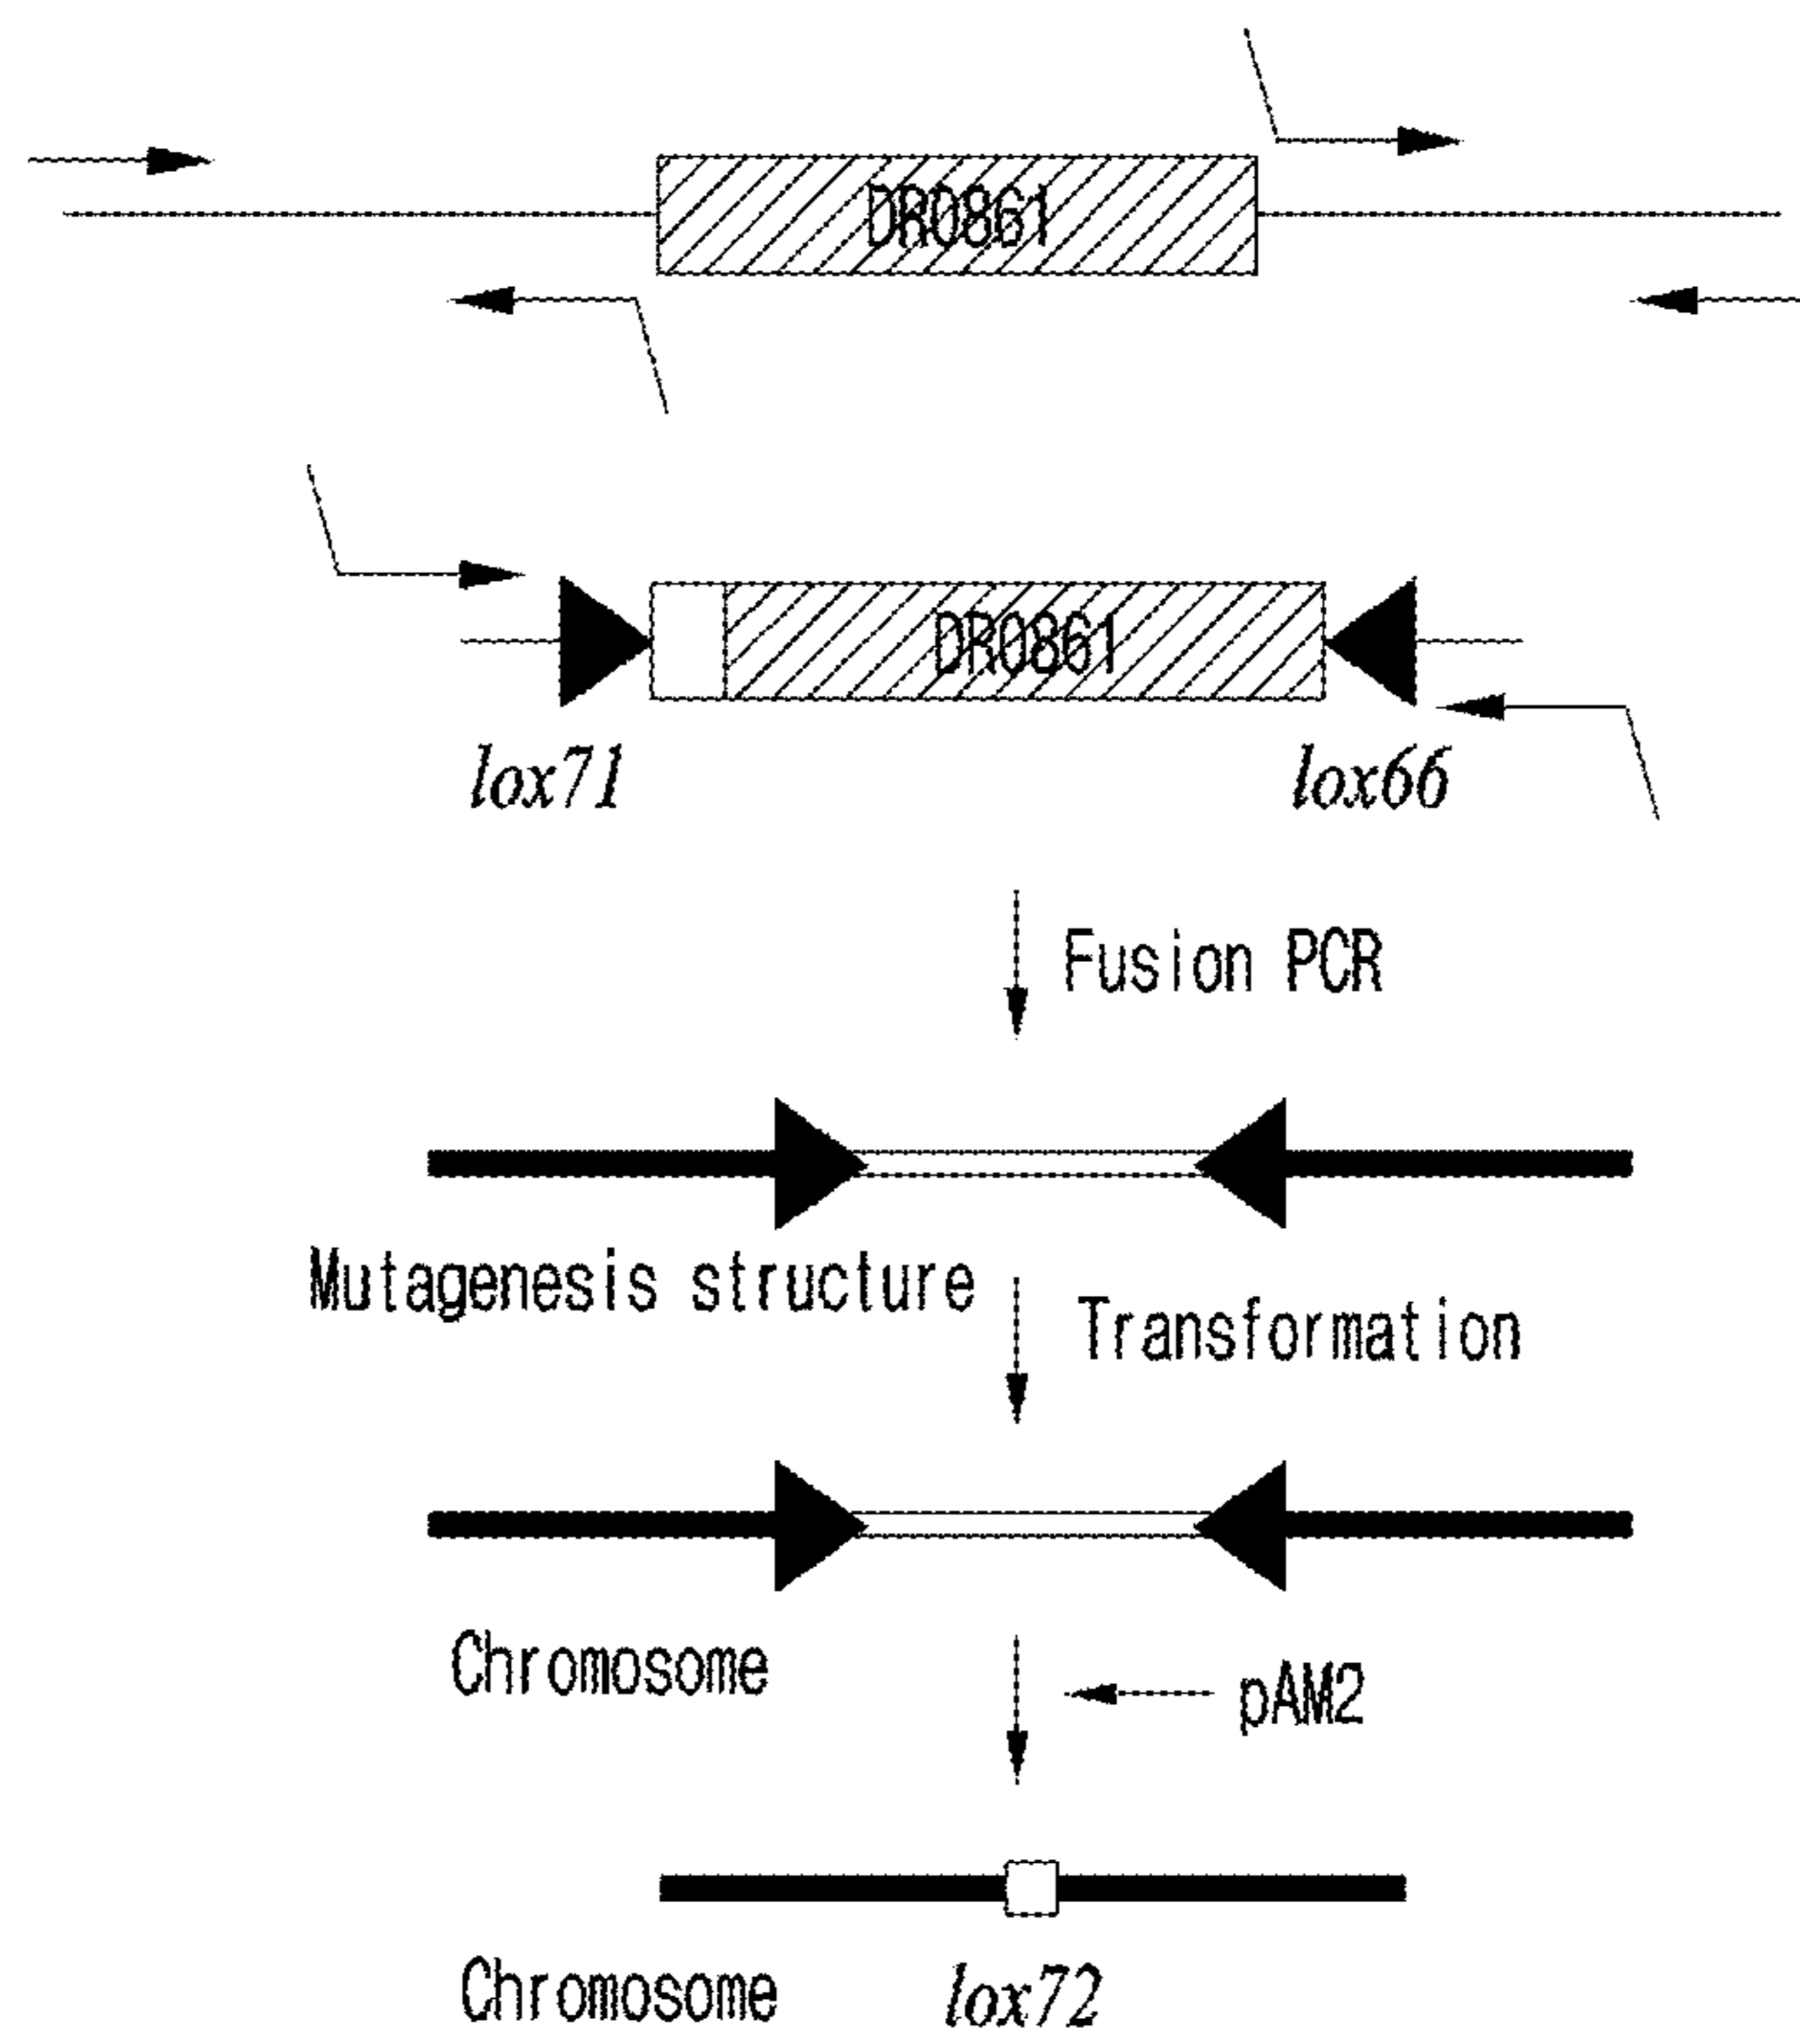 DR0861
DR0861
lox71
lox66
Fusion PCR
Mutagenesis structure
Transformation
Chromosome
pAM2
Chromosome
lox72